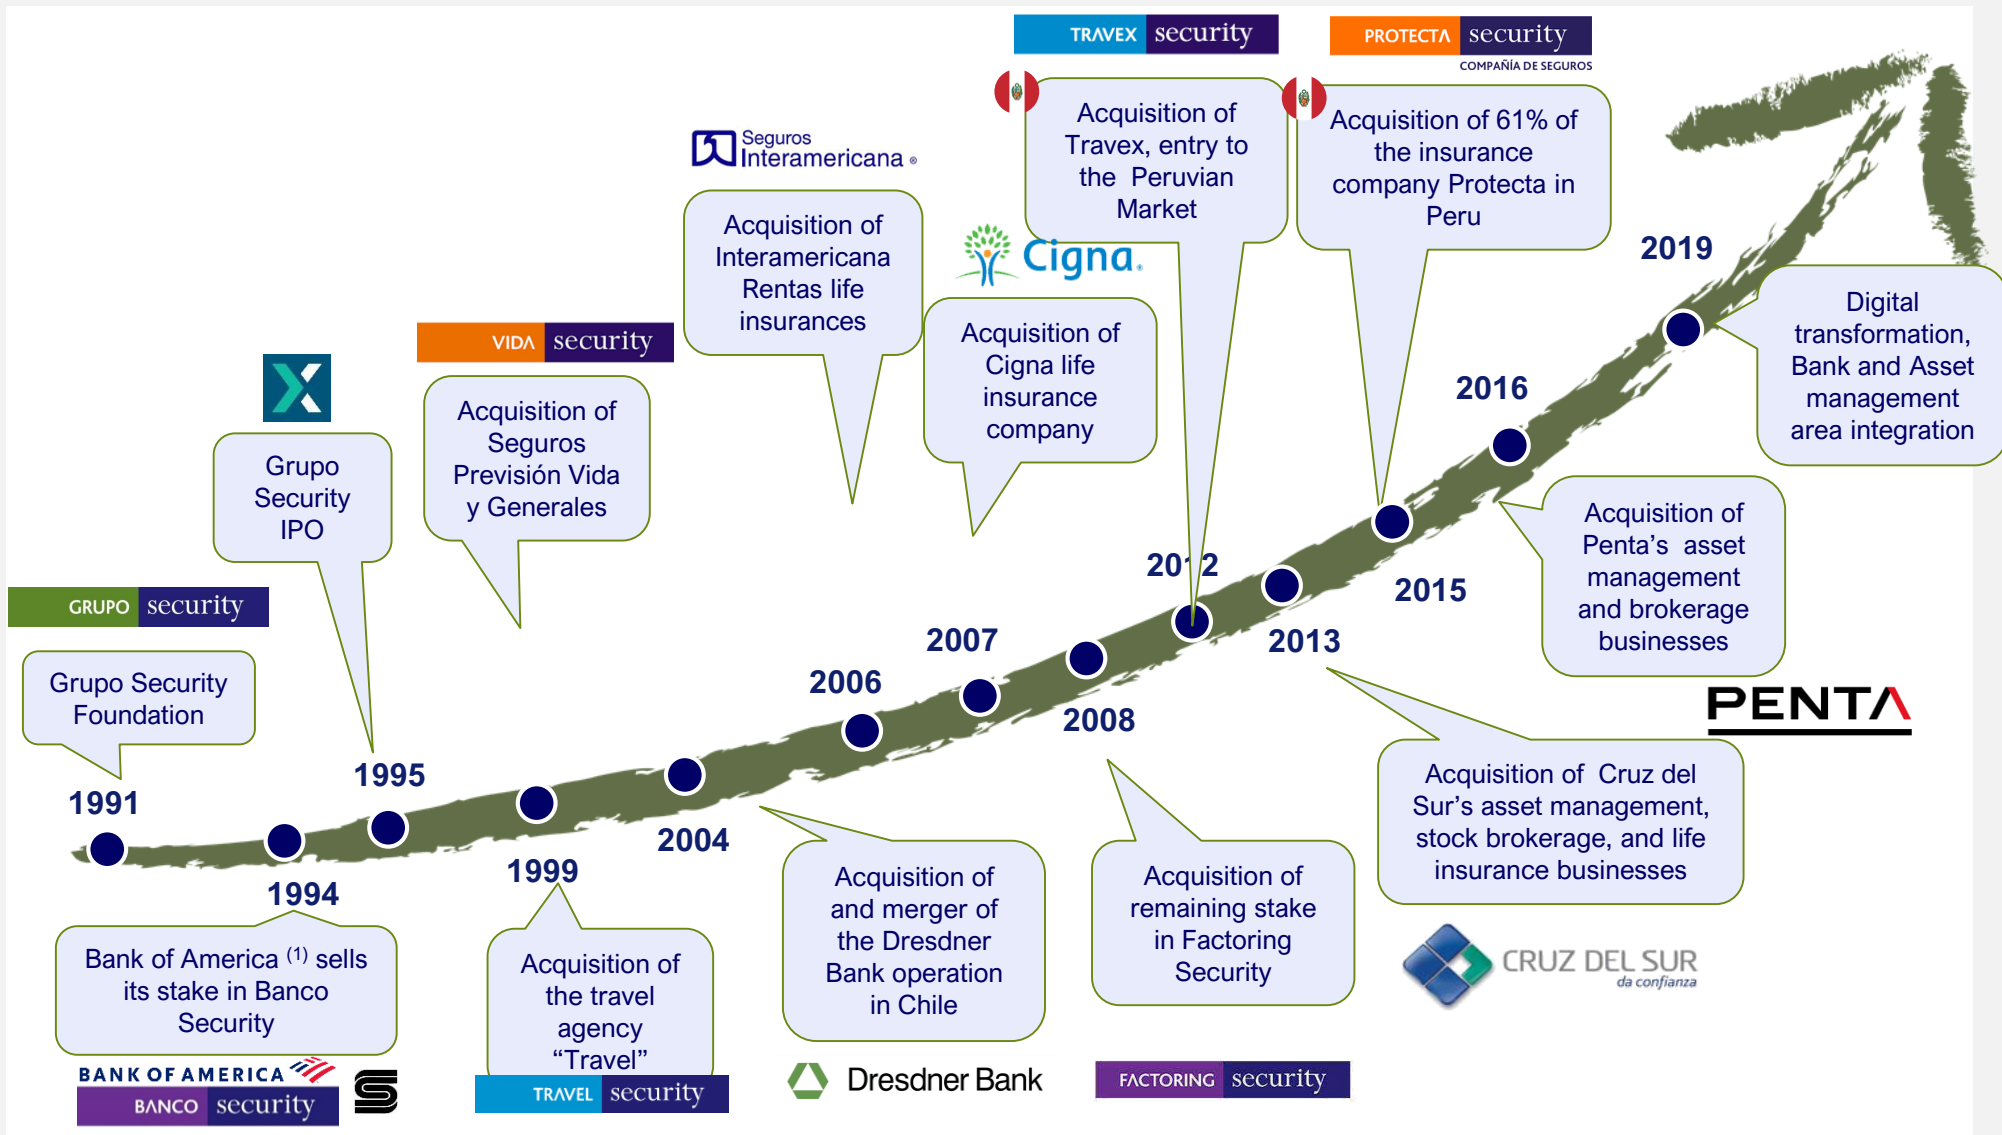 TRAVEX security
PROTECTA security
COMPAÑÍA DE SEGUROS
Acquisition of
Travex, entry to
the Peruvian
Market
Acquisition of 61% of
the insurance
company Protecta in
Peru
Seguros
Interamericana ®
Acquisition of
Interamericana
Rentas life
insurances
Cigna®
Acquisition of
Cigna life
insurance
company
2019
Digital
transformation,
Bank and Asset
management
area integration
VIDA security
Acquisition of
Seguros
Previsión Vida
y Generales
Grupo
Security
IPO
2016
Acquisition of
Penta’s asset
management
and brokerage
businesses
PENTA
GRUPO security
Grupo Security
Foundation
1991
1994
1995
1999
2004
2006
2007
2008
2012
2013
2015
Bank of America (1) sells
its stake in Banco
Security
BANK OF AMERICA
BANCO security
Acquisition of
the travel
agency
“Travel”
TRAVEL security
Acquisition of
and merger of
the Dresdner
Bank operation
in Chile
Dresdner Bank
Acquisition of
remaining stake
in Factoring
Security
FACTORING security
Acquisition of Cruz del
Sur’s asset management,
stock brokerage, and life
insurance businesses
CRUZ DEL SUR
da confianza